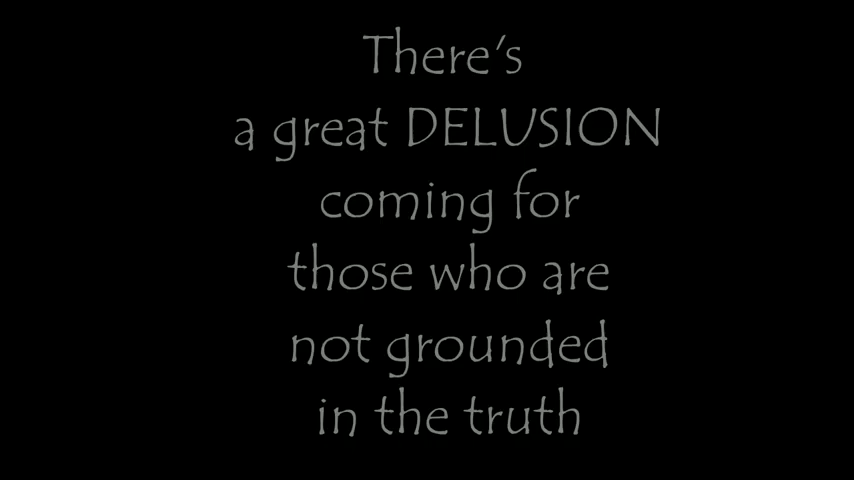 There's
a great DELUSION
coming for
those who are
not grounded
in the truth